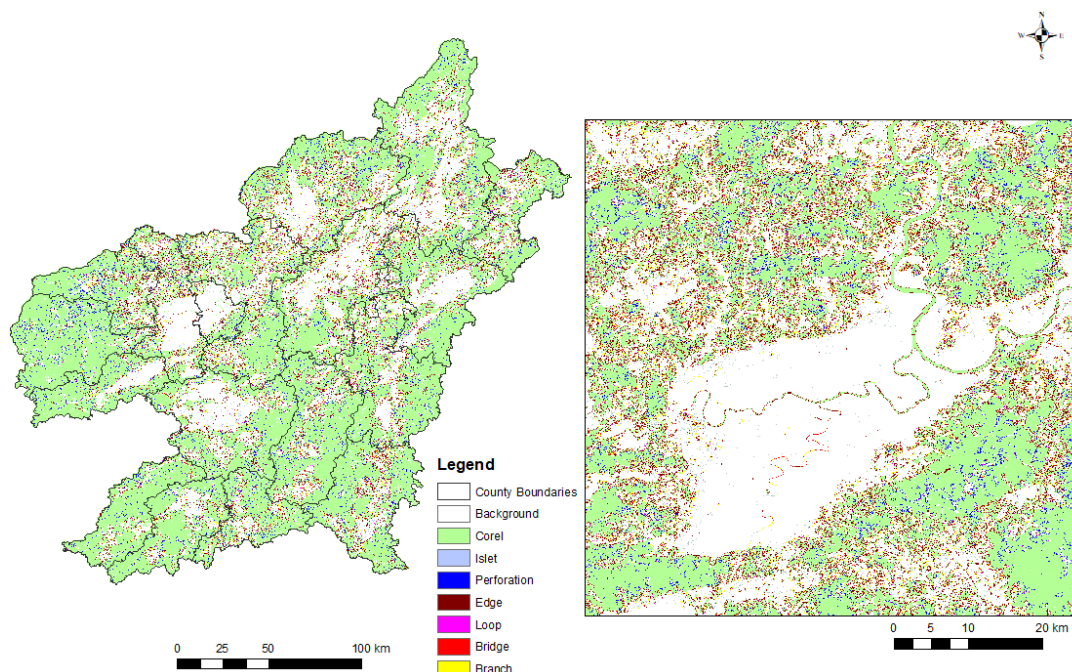 N
W E
S
Legend
County Boundaries
Background
Corel
Islet
Perforation
Edge
Loop
Bridge
Branch
0 25 50 100 km
0 5 10 20 km